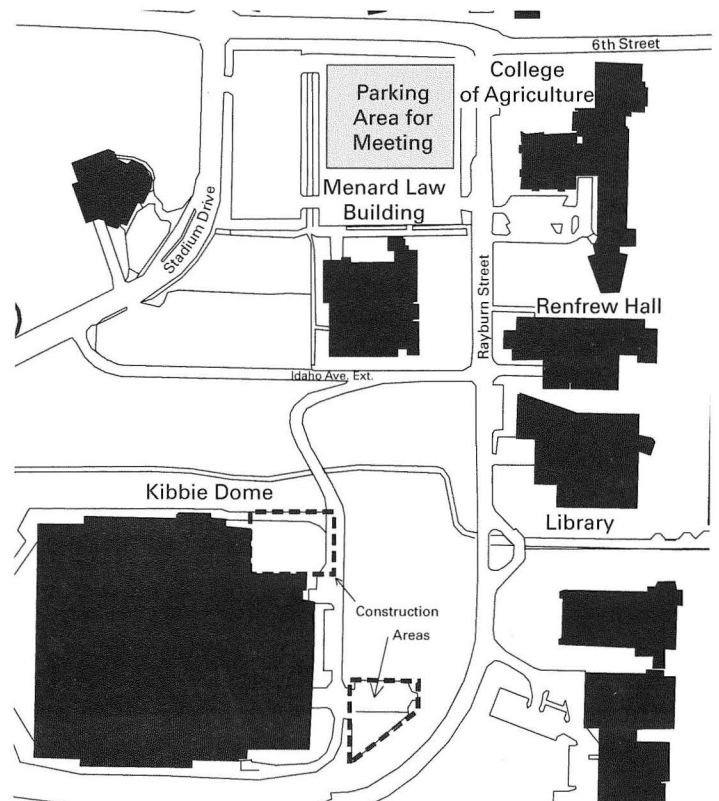 6th Street
College
of Agriculture
Parking
Area for
Meeting
Menard Law
Building
Stadium Drive
Rayburn Street
Renfrew Hall
Idaho Ave. Ext.
Kibbie Dome
Library
Construction
Areas